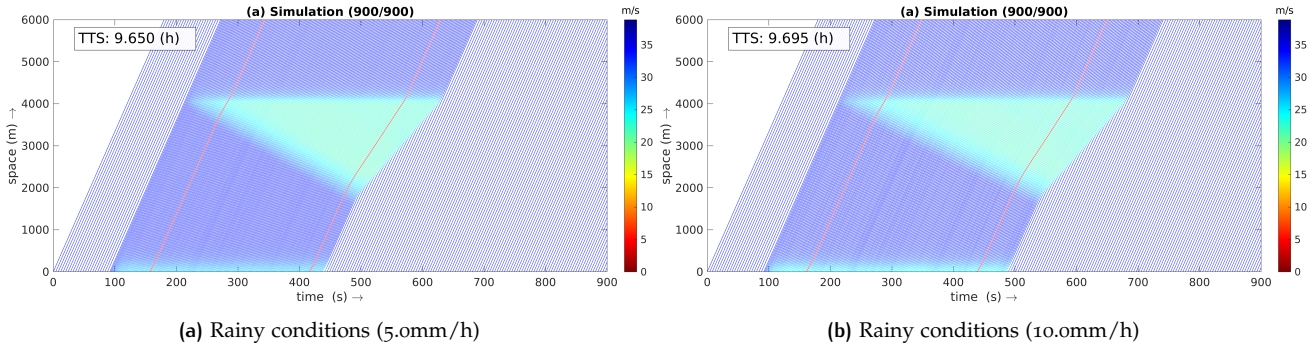 (a) Simulation (900/900)
m/s
TTS: 9.650 (h)
6000
5000
4000
3000
2000
1000
0
space (m) →
0 100 200 300 400 500 600 700 800 900
time (s) →
35
30
25
20
15
10
5
0
(a) Rainy conditions (5.0mm/h)
(a) Simulation (900/900)
m/s
TTS: 9.695 (h)
6000
5000
4000
3000
2000
1000
0
space (m) →
0 100 200 300 400 500 600 700 800 900
time (s) →
35
30
25
20
15
10
5
0
(b) Rainy conditions (10.0mm/h)